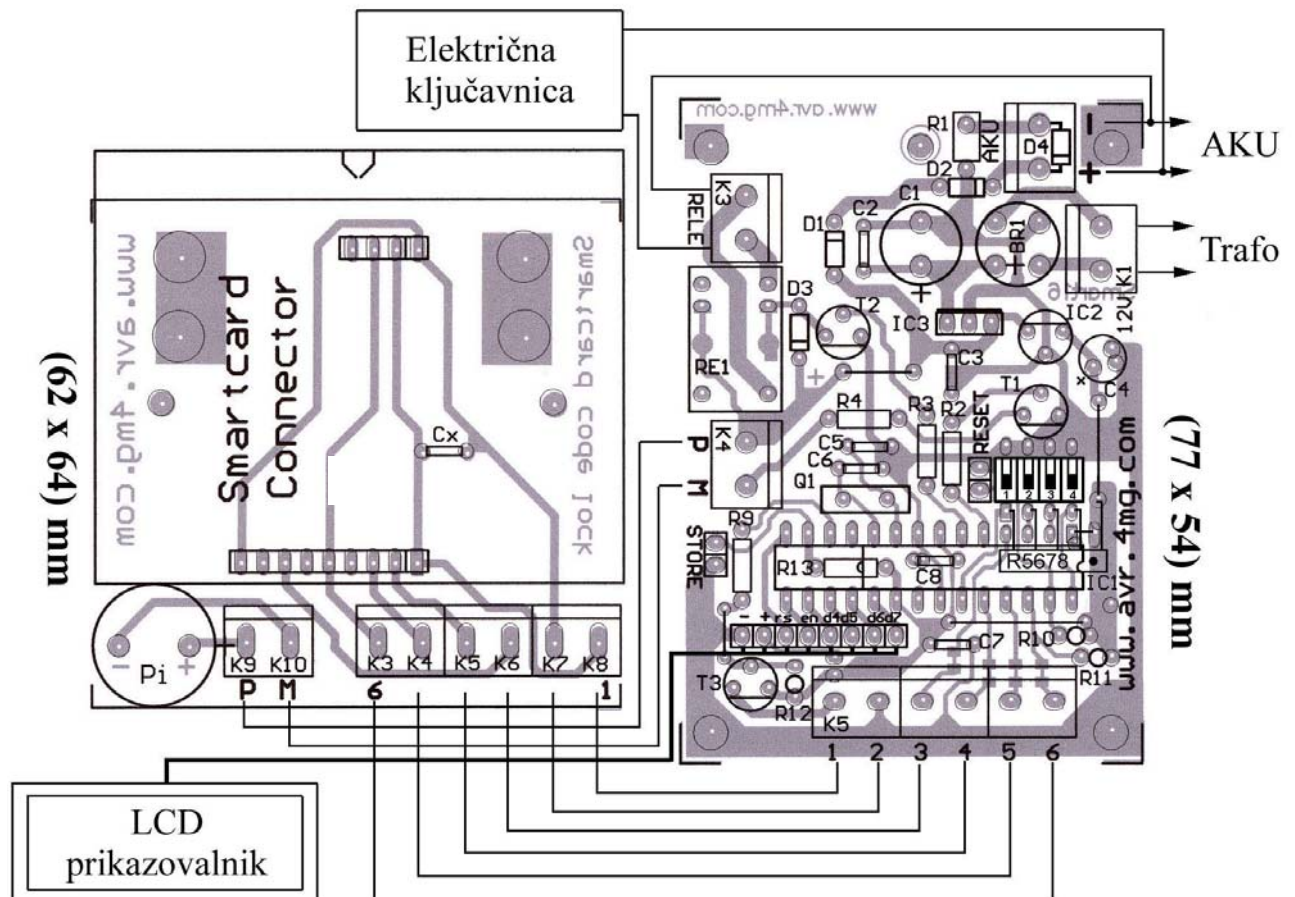 Električna
ključavnica
www.avr.4mg.com
R1
AKU
D4
-
+
AKU
D2
K3
RELE
D1
C2
C1
+
BR1
K1
12V
Trafo
Smart16
www.avr.4mg.com
Smartcard
Connector
Smartcard code lock
(62 x 64) mm
Cx
D3
T2
IC3
IC2
RE1
+
C3
C4
T1
R4
R3
R2
RESET
K4
P
M
C5
C6
Q1
1 2 3 4
(77 x 54) mm
www.avr.4mg.com
STORE
R9
R13
C8
R5678
IC1
- + rs en d4 d5 d6 d7
C7
R10
R11
T3
R12
K5
1 2 3 4 5 6
- Pi +
K9 K10 K3 K4 K5 K6 K7 K8
P M 6 1
LCD
prikazovalnik